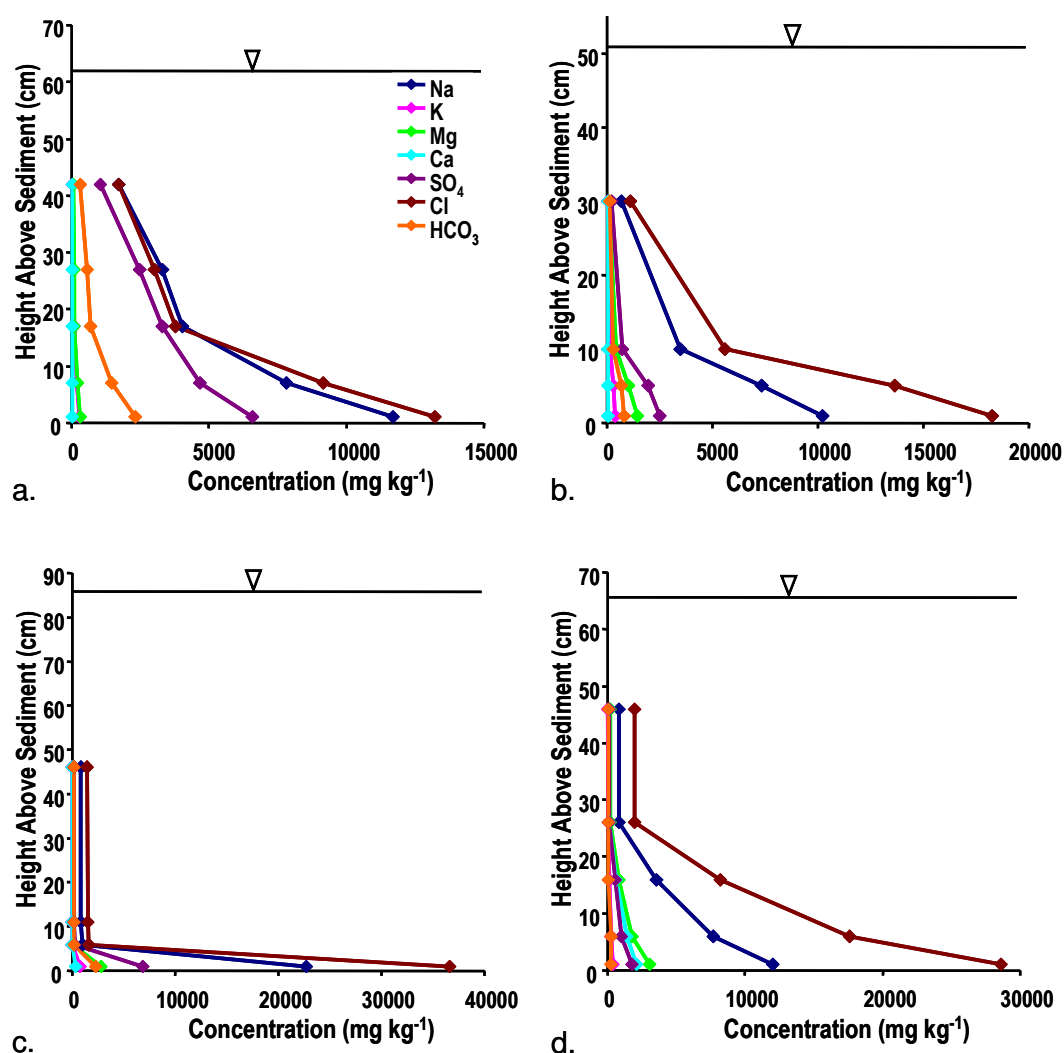 70
60
50
40
30
20
10
0
Height Above Sediment (cm)
Na
K
Mg
Ca
SO4
Cl
HCO3
0 5000 10000 15000
Concentration (mg kg-1)
a.
50
40
30
20
10
0
Height Above Sediment (cm)
0 5000 10000 15000 20000
Concentration (mg kg-1)
b.
90
80
70
60
50
40
30
20
10
0
Height Above Sediment (cm)
0 10000 20000 30000 40000
Concentration (mg kg-1)
c.
70
60
50
40
30
20
10
0
Height Above Sediment (cm)
0 10000 20000 30000
Concentration (mg kg-1)
d.